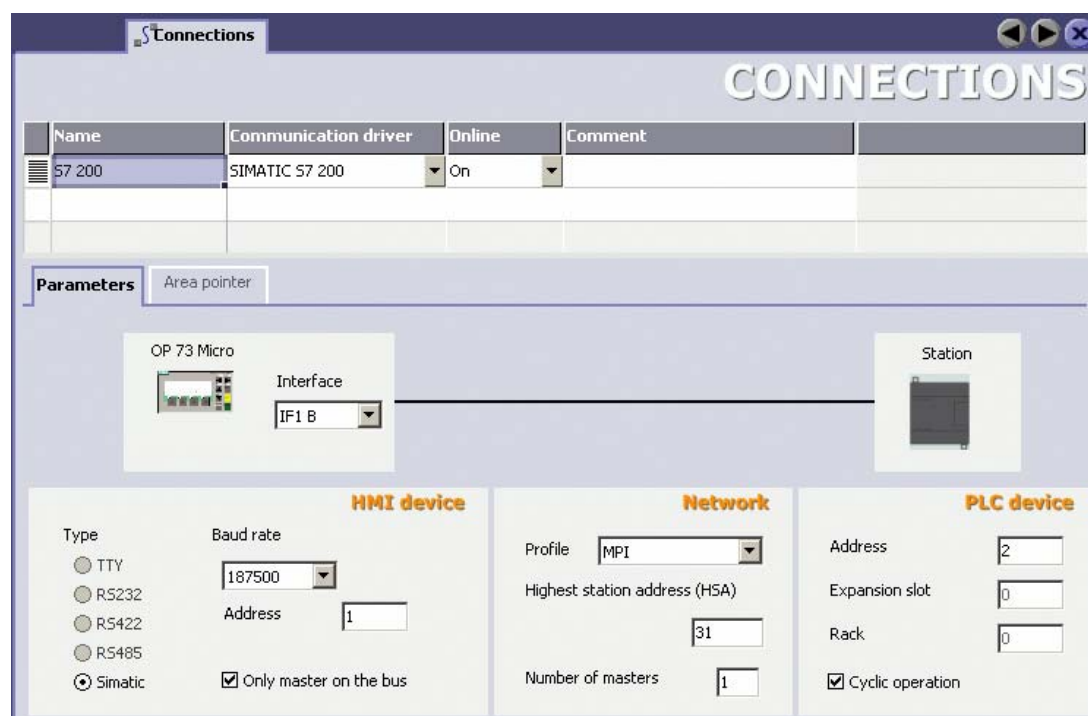 Connections
CONNECTIONS
Name Communication driver Online Comment
S7 200 SIMATIC S7 200 On
Parameters Area pointer
OP 73 Micro
Interface
IF1 B
Station
HMI device
Type Baud rate
TTY
187500
RS232
Address 1
RS422
RS485
Simatic Only master on the bus
Network
Profile MPI
Highest station address (HSA)
31
Number of masters 1
PLC device
Address 2
Expansion slot 0
Rack 0
Cyclic operation